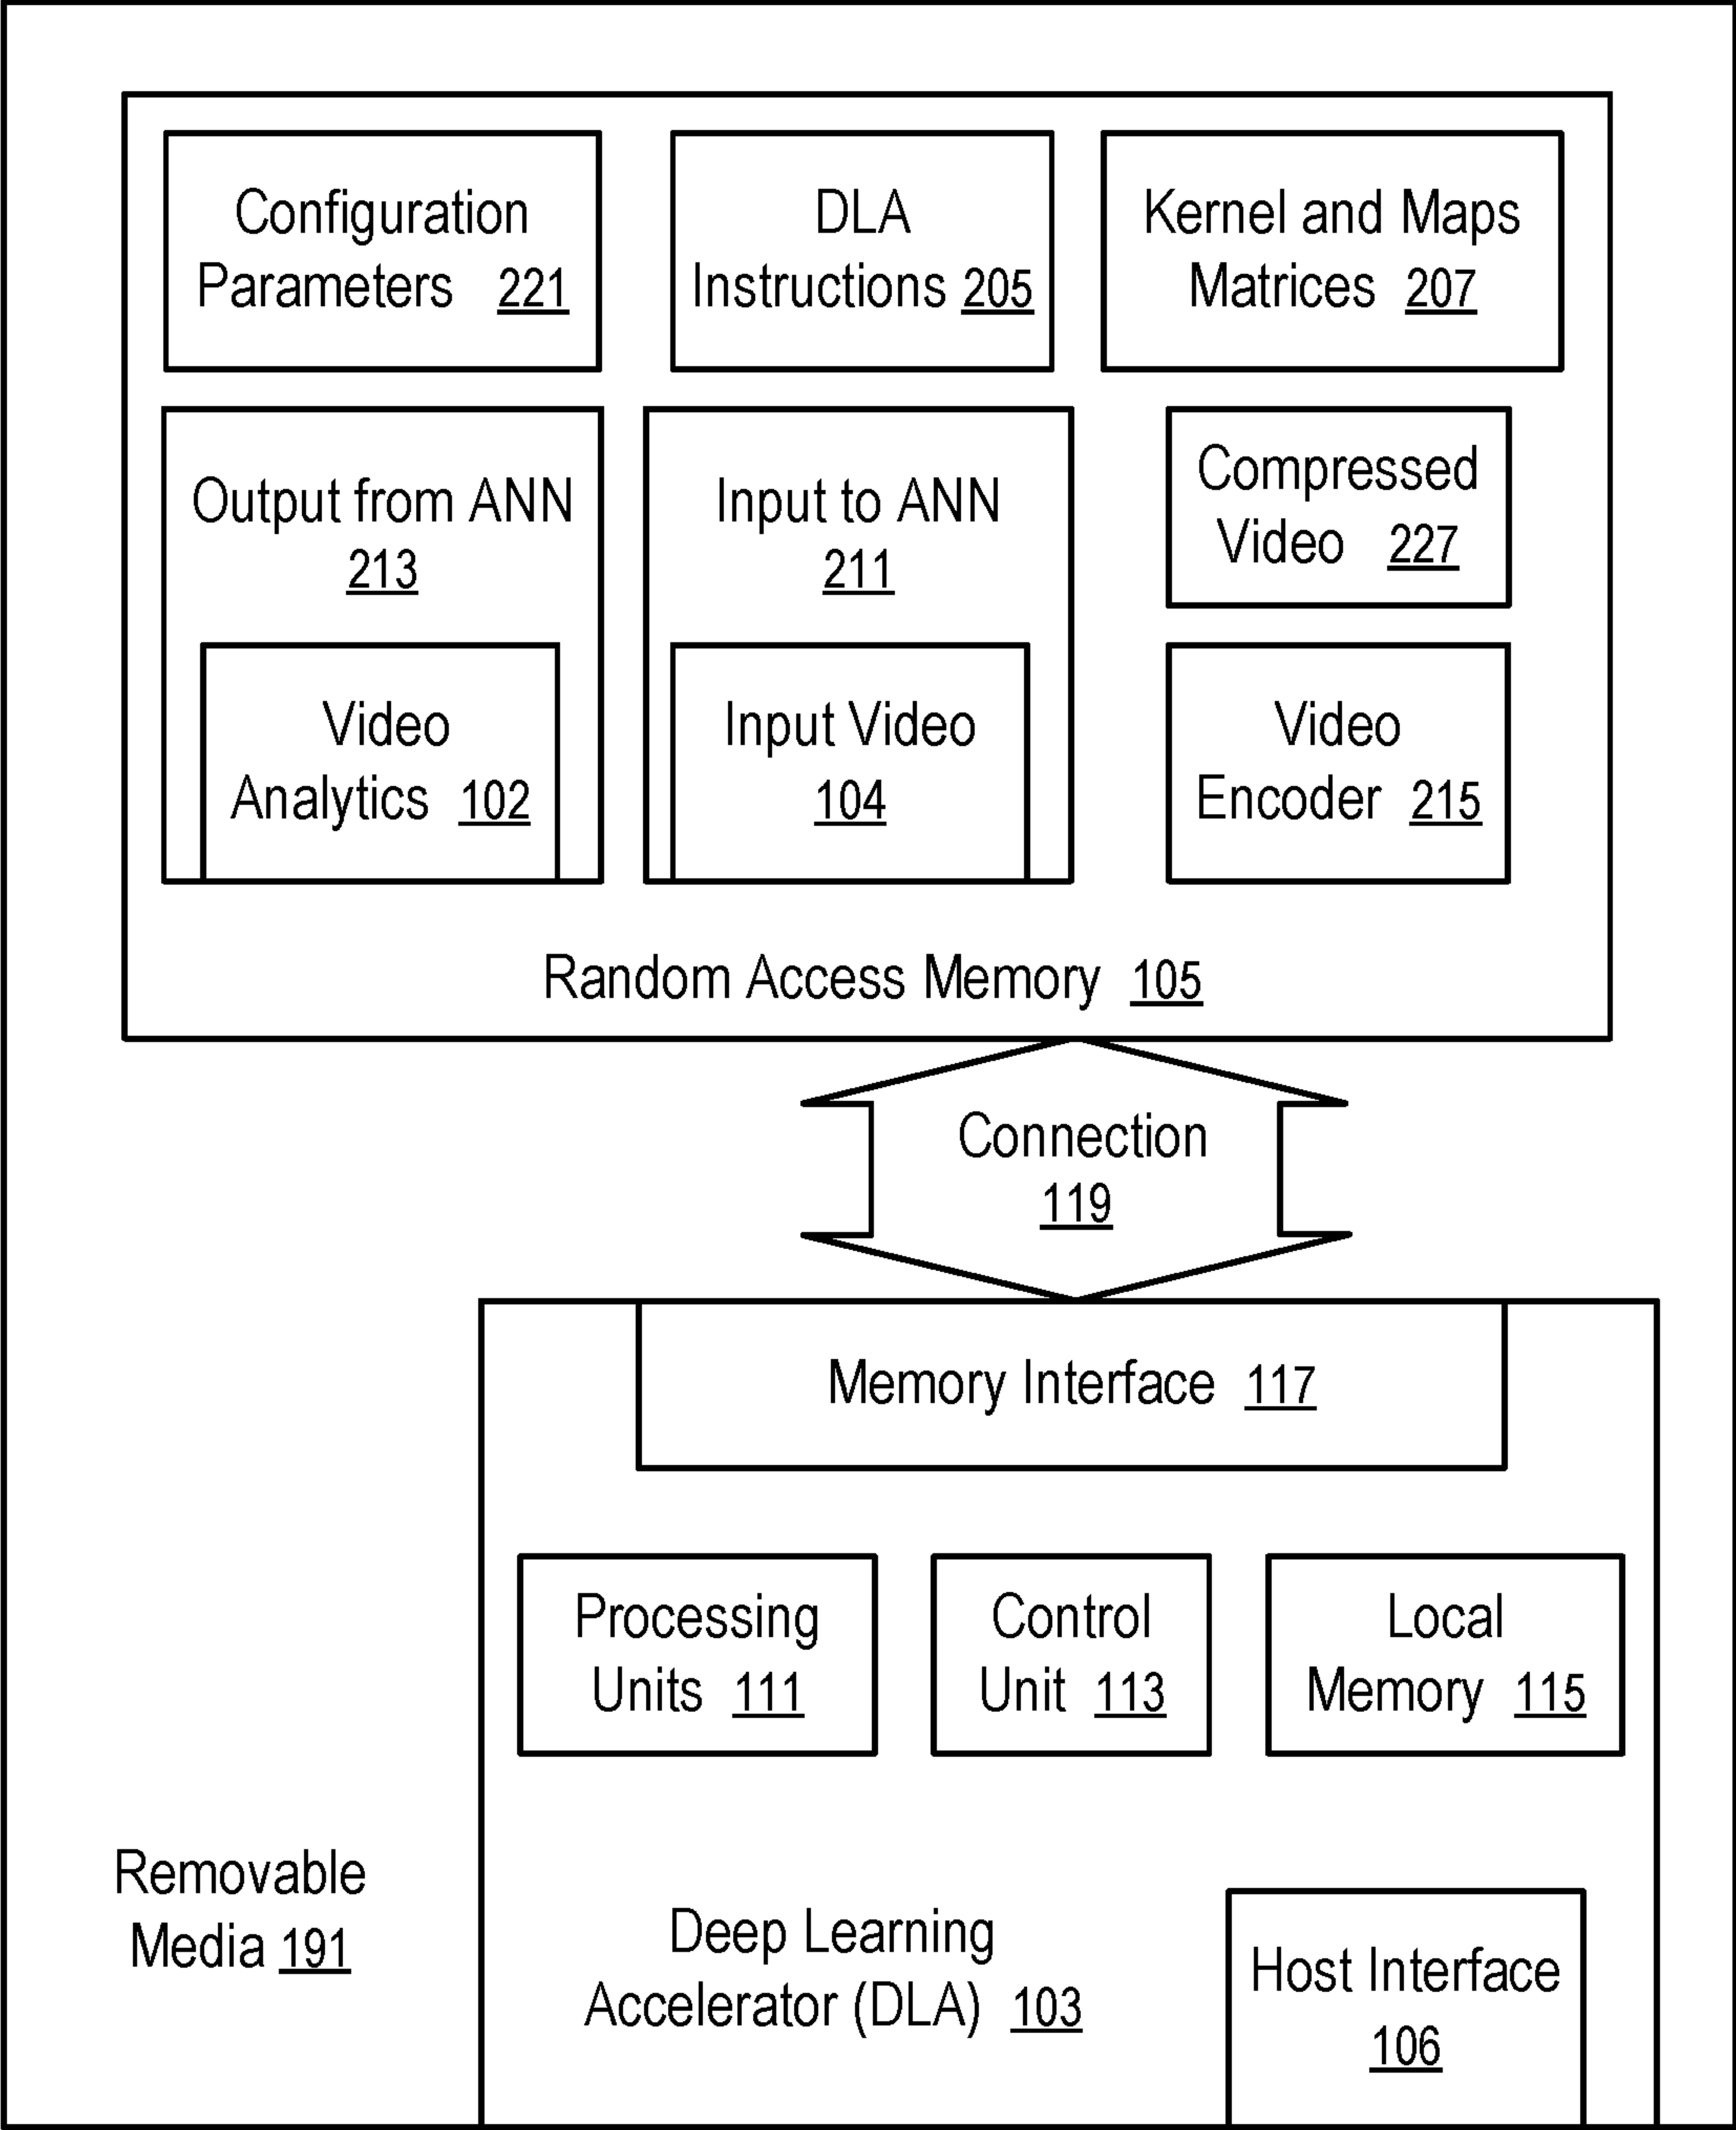 Configuration
Parameters 221
DLA
Instructions 205
Kernel and Maps
Matrices 207
Output from ANN
213
Video
Analytics 102
Input to ANN
211
Input Video
104
Compressed
Video 227
Video
Encoder 215
Random Access Memory 105
Connection
119
Memory Interface 117
Processing
Units 111
Control
Unit 113
Local
Memory 115
Removable
Media 191
Deep Learning
Accelerator (DLA) 103
Host Interface
106